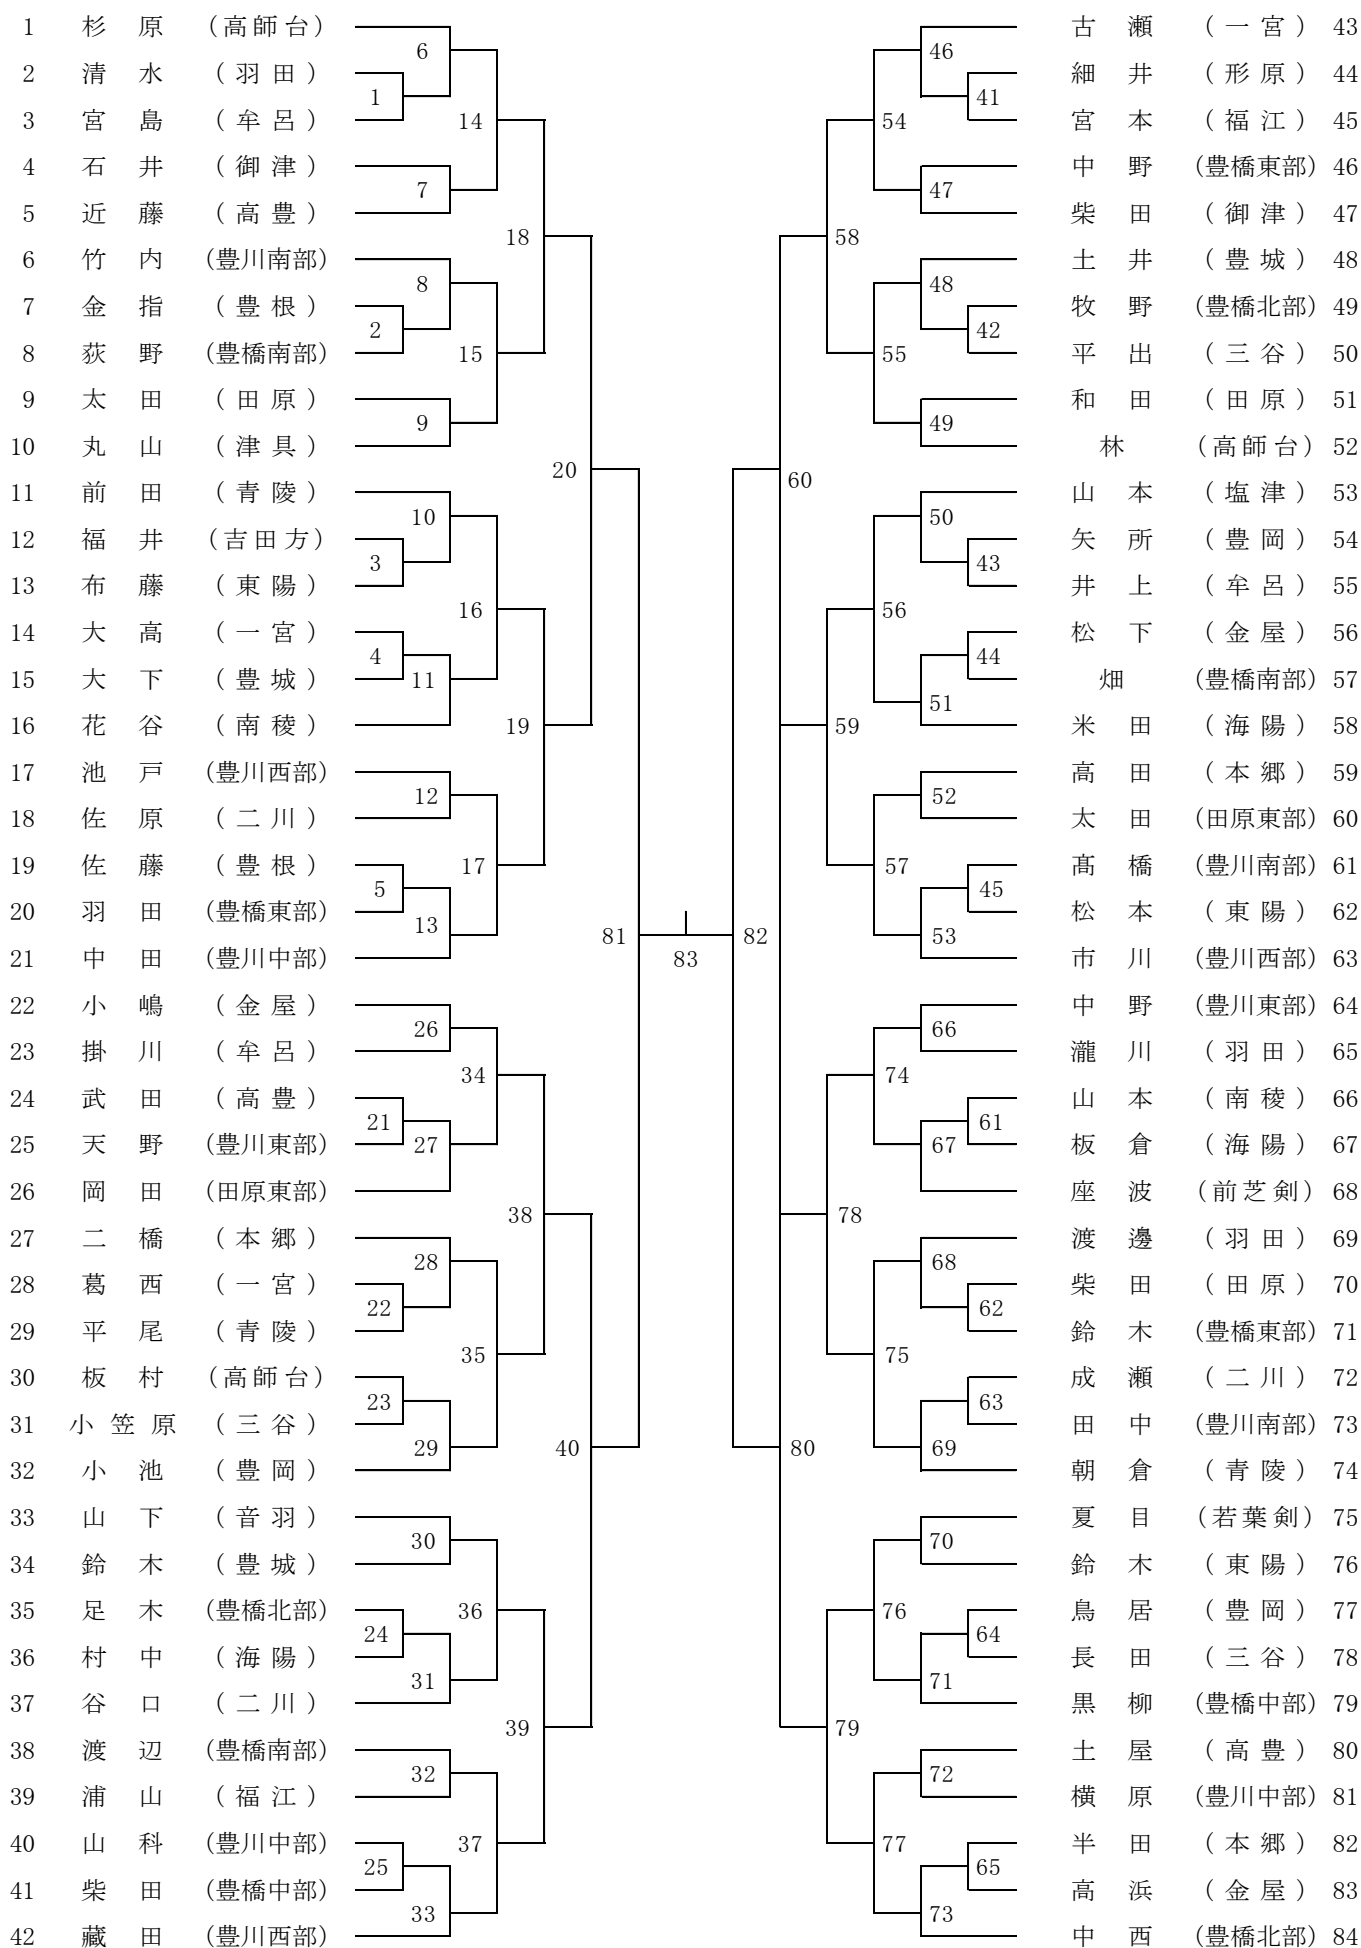 1 杉原 (高師台)
2 清水 (羽田)
3 宮島 (牟呂)
4 石井 (御津)
5 近藤 (高豊)
6 竹内 (豊川南部)
7 金指 (豊根)
8 荻野 (豊橋南部)
9 太田 (田原)
10 丸山 (津具)
11 前田 (青陵)
12 福井 (吉田方)
13 布藤 (東陽)
14 大高 (一宮)
15 大下 (豊城)
16 花谷 (南稜)
17 池戸 (豊川西部)
18 佐原 (二川)
19 佐藤 (豊根)
20 羽田 (豊橋東部)
21 中田 (豊川中部)
22 小嶋 (金屋)
23 掛川 (牟呂)
24 武田 (高豊)
25 天野 (豊川東部)
26 岡田 (田原東部)
27 二橋 (本郷)
28 葛西 (一宮)
29 平尾 (青陵)
30 板村 (高師台)
31 小笠原 (三谷)
32 小池 (豊岡)
33 山下 (音羽)
34 鈴木 (豊城)
35 足木 (豊橋北部)
36 村中 (海陽)
37 谷口 (二川)
38 渡辺 (豊橋南部)
39 浦山 (福江)
40 山科 (豊川中部)
41 柴田 (豊橋中部)
42 藏田 (豊川西部)
6
1
14
7
18
8
2
15
9
20
10
3
16
4
11
19
12
17
5
13
81
26
34
21
27
38
28
22
35
23
29
40
30
36
24
31
39
32
37
25
33
83
46
41
54
47
58
48
42
55
49
60
50
43
56
44
51
59
52
57
45
53
82
66
74
61
67
78
68
62
75
63
69
80
70
76
64
71
79
72
77
65
73
古瀬 (一宮) 43
細井 (形原) 44
宮本 (福江) 45
中野 (豊橋東部) 46
柴田 (御津) 47
土井 (豊城) 48
牧野 (豊橋北部) 49
平出 (三谷) 50
和田 (田原) 51
林 (高師台) 52
山本 (塩津) 53
矢所 (豊岡) 54
井上 (牟呂) 55
松下 (金屋) 56
畑 (豊橋南部) 57
米田 (海陽) 58
高田 (本郷) 59
太田 (田原東部) 60
髙橋 (豊川南部) 61
松本 (東陽) 62
市川 (豊川西部) 63
中野 (豊川東部) 64
瀧川 (羽田) 65
山本 (南稜) 66
板倉 (海陽) 67
座波 (前芝剣) 68
渡邊 (羽田) 69
柴田 (田原) 70
鈴木 (豊橋東部) 71
成瀬 (二川) 72
田中 (豊川南部) 73
朝倉 (青陵) 74
夏目 (若葉剣) 75
鈴木 (東陽) 76
鳥居 (豊岡) 77
長田 (三谷) 78
黒柳 (豊橋中部) 79
土屋 (高豊) 80
横原 (豊川中部) 81
半田 (本郷) 82
高浜 (金屋) 83
中西 (豊橋北部) 84